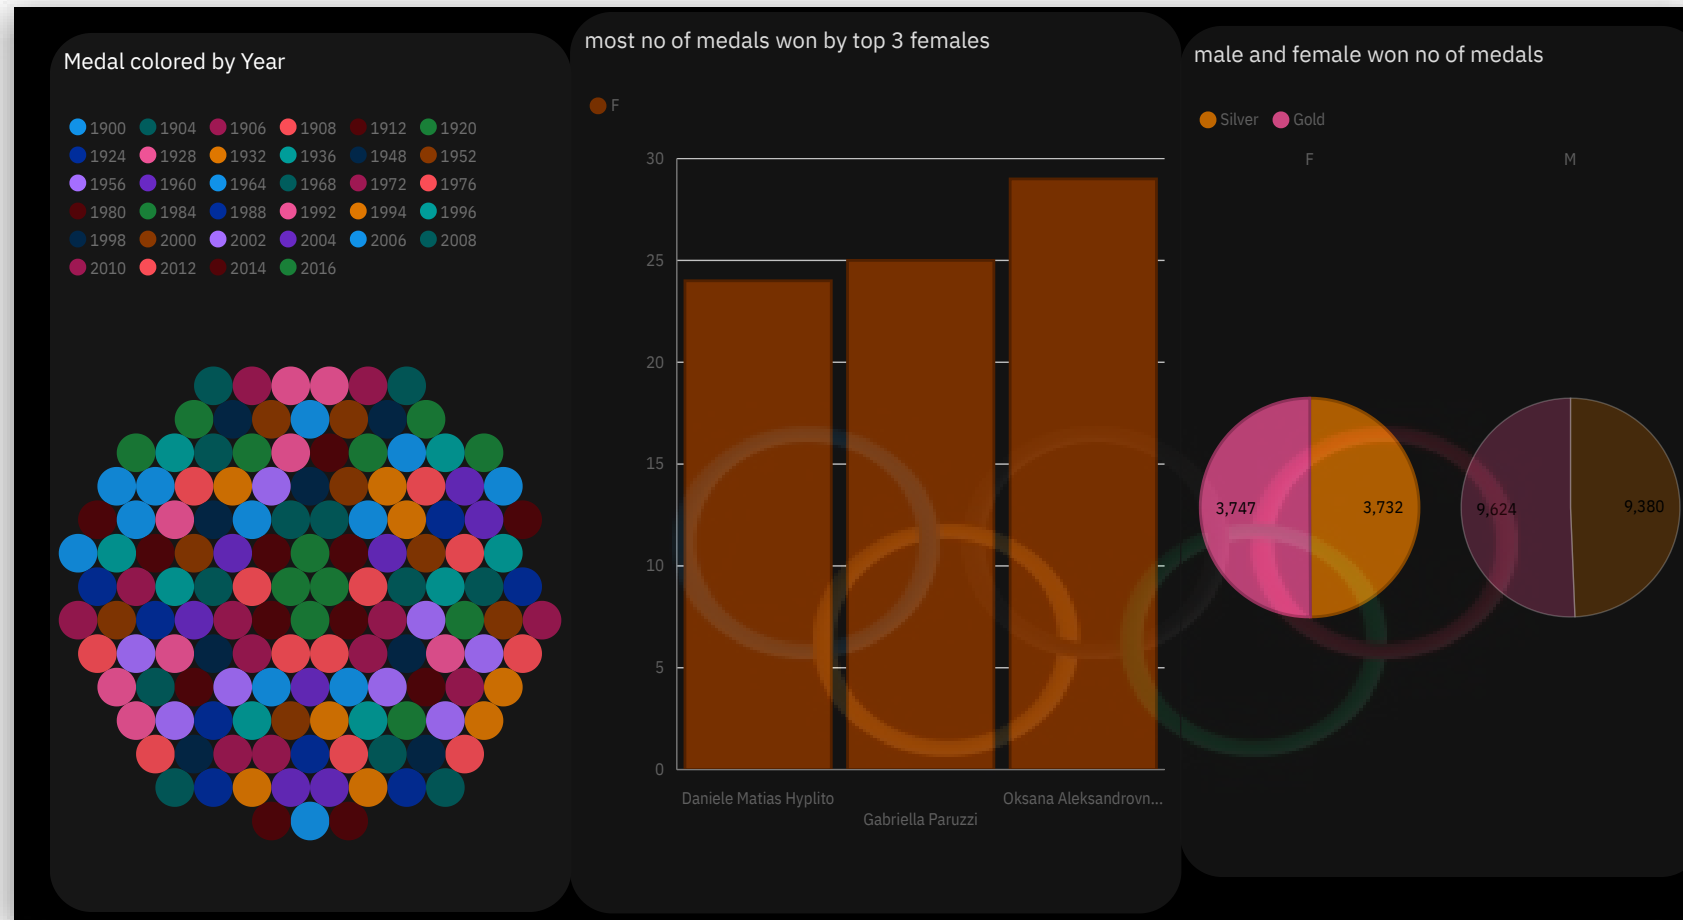 Medal colored by Year
1900 1904 1906 1908 1912 1920
1924 1928 1932 1936 1948 1952
1956 1960 1964 1968 1972 1976
1980 1984 1988 1992 1994 1996
1998 2000 2002 2004 2006 2008
2010 2012 2014 2016
most no of medals won by top 3 females
F
30
25
20
15
10
5
0
Daniele Matias Hyplito
Gabriella Paruzzi
Oksana Aleksandrovn...
male and female won no of medals
Silver Gold
F M
3,747 3,732 9,624 9,380